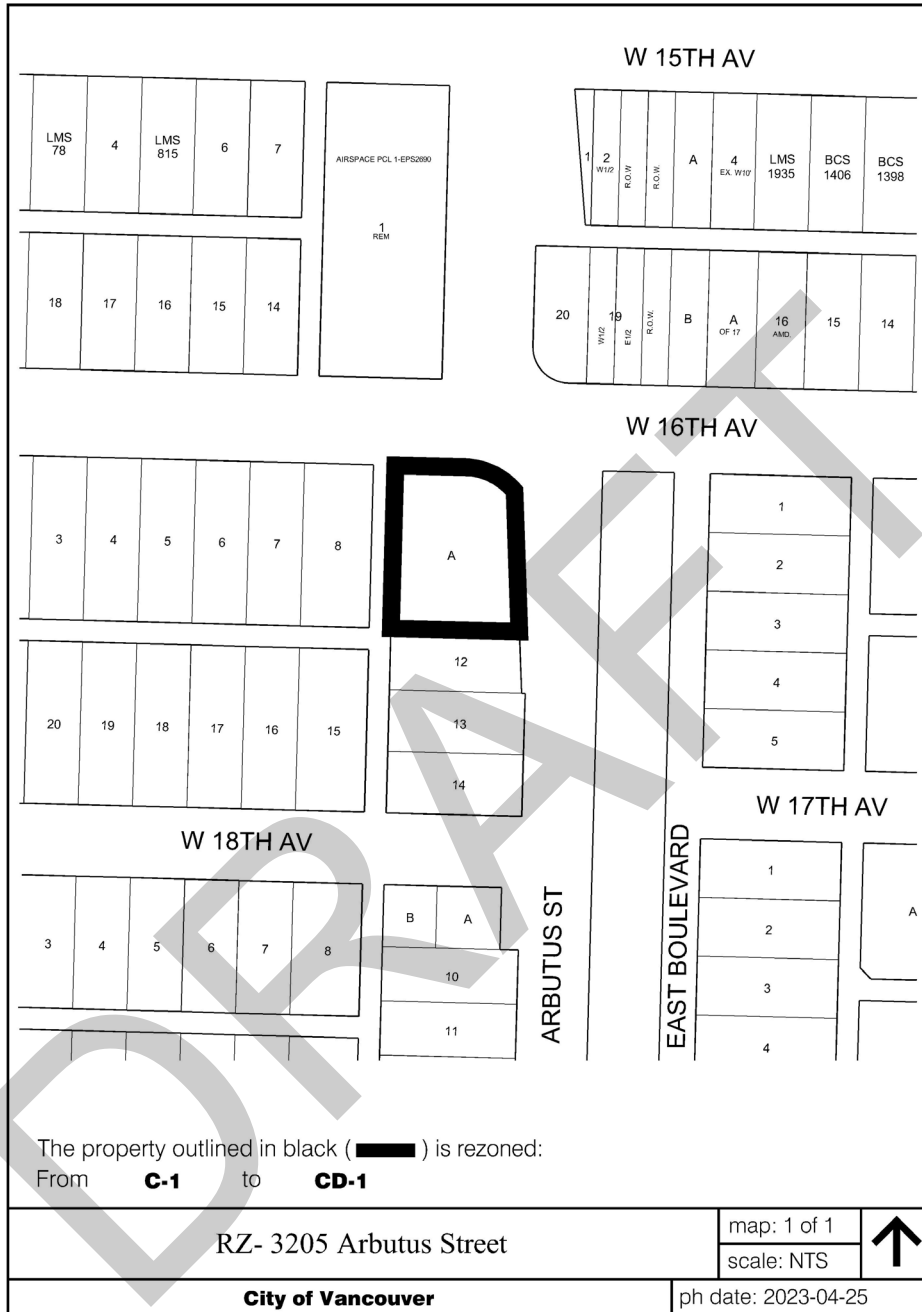 W 15TH AV
LMS
78
4
LMS
815
6
7
AIRSPACE PCL 1-EPS2690
1
REM
1
2
W1/2
R.O.W
R.O.W.
A
4
EX. W10'
LMS
1935
BCS
1406
BCS
1398
18
17
16
15
14
20
19
W1/2
E1/2
R.O.W.
B
A
OF 17
16
AMD.
15
14
W 16TH AV
3
4
5
6
7
8
A
1
2
3
4
5
12
13
14
20
19
18
17
16
15
W 17TH AV
W 18TH AV
ARBUTUS ST
EAST BOULEVARD
3
4
5
6
7
8
B
A
10
11
1
2
3
4
A
DRAFT
The property outlined in black ( ) is rezoned:
From C-1 to CD-1
RZ- 3205 Arbutus Street
map: 1 of 1
scale: NTS
City of Vancouver
ph date: 2023-04-25